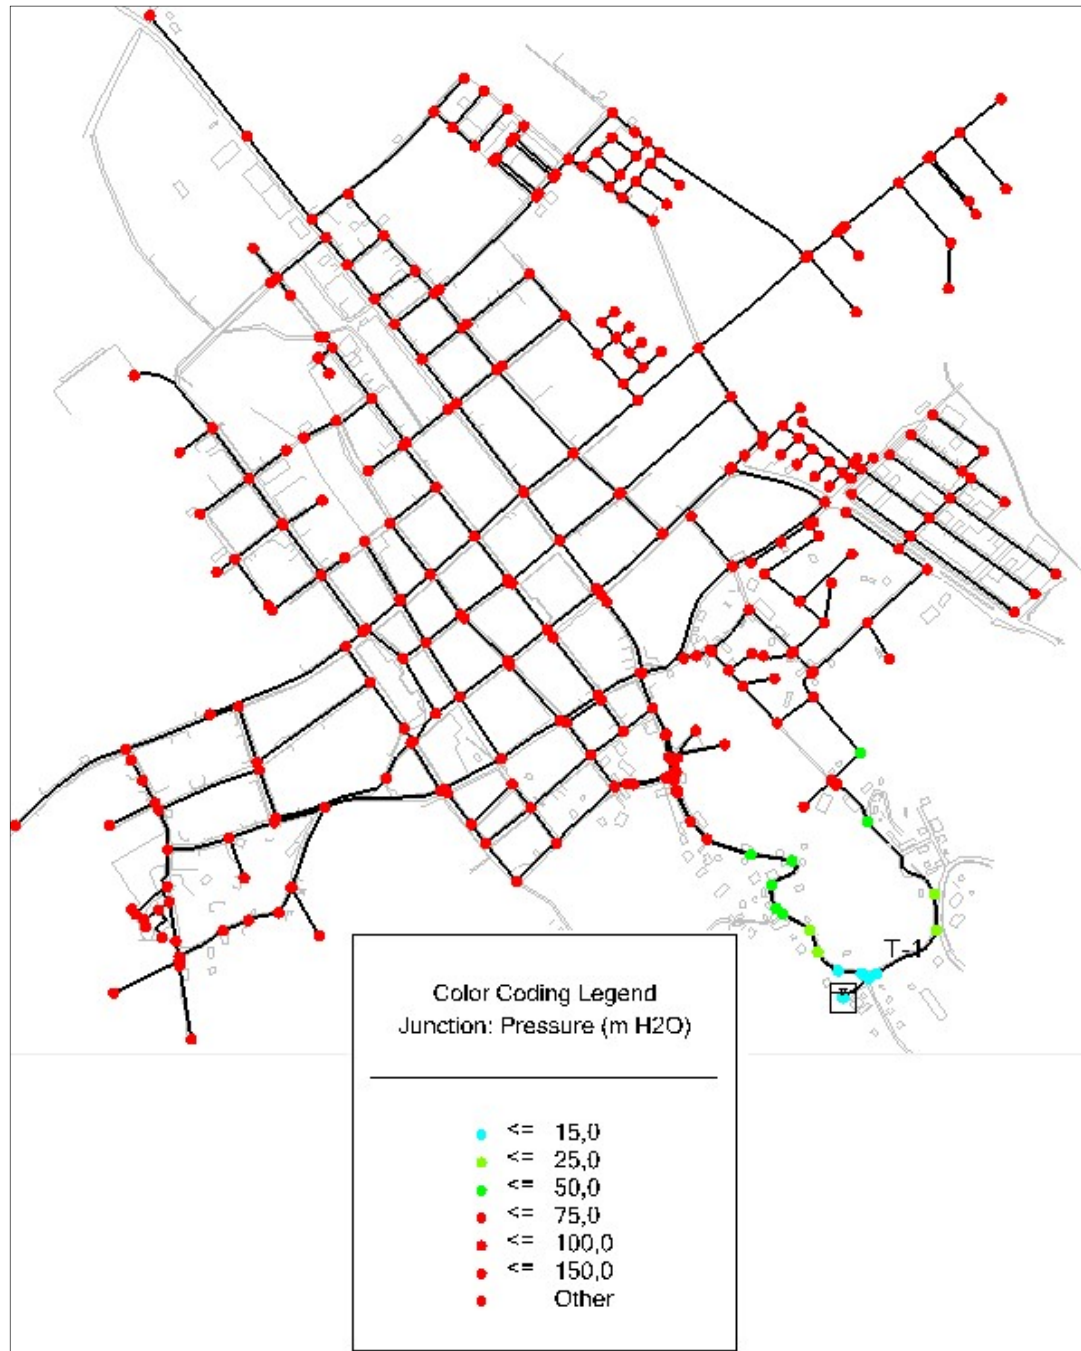 T-1
Color Coding Legend
Junction: Pressure (m H2O)
<= 15,0
<= 25,0
<= 50,0
<= 75,0
<= 100,0
<= 150,0
Other